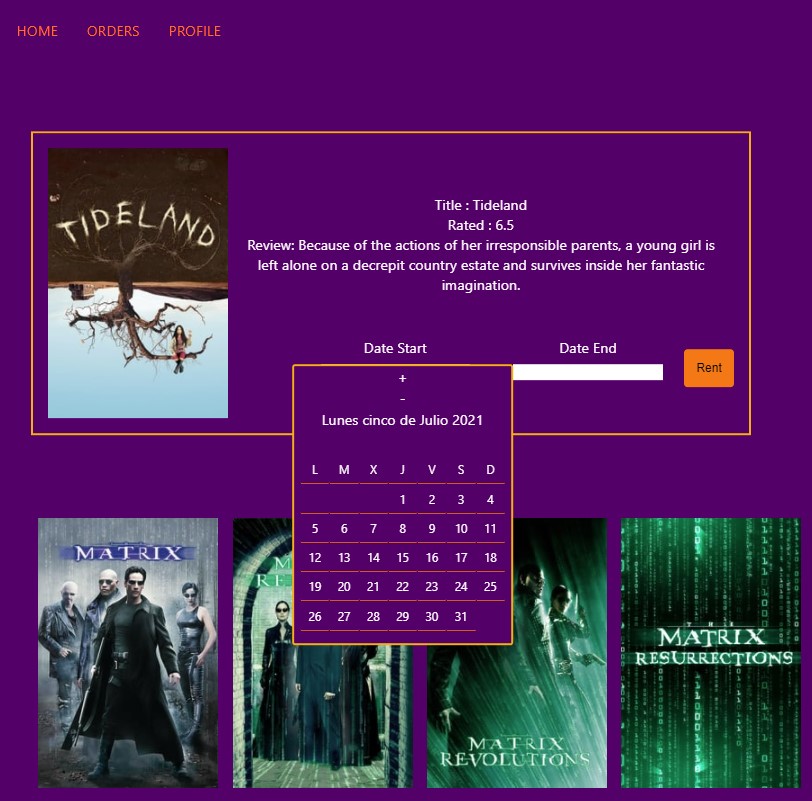 HOME ORDERS PROFILE
TIDELAND
Title : Tideland
Rated : 6.5
Review: Because of the actions of her irresponsible parents, a young girl is
left alone on a decrepit country estate and survives inside her fantastic
imagination.
Date Start Date End
Rent
+
-
Lunes cinco de Julio 2021
L M X J V S D
1 2 3 4
5 6 7 8 9 10 11
12 13 14 15 16 17 18
19 20 21 22 23 24 25
26 27 28 29 30 31
MATRIX
MATRIX
REVOLUTIONS
THE
MATRIX
RESURRECTIONS